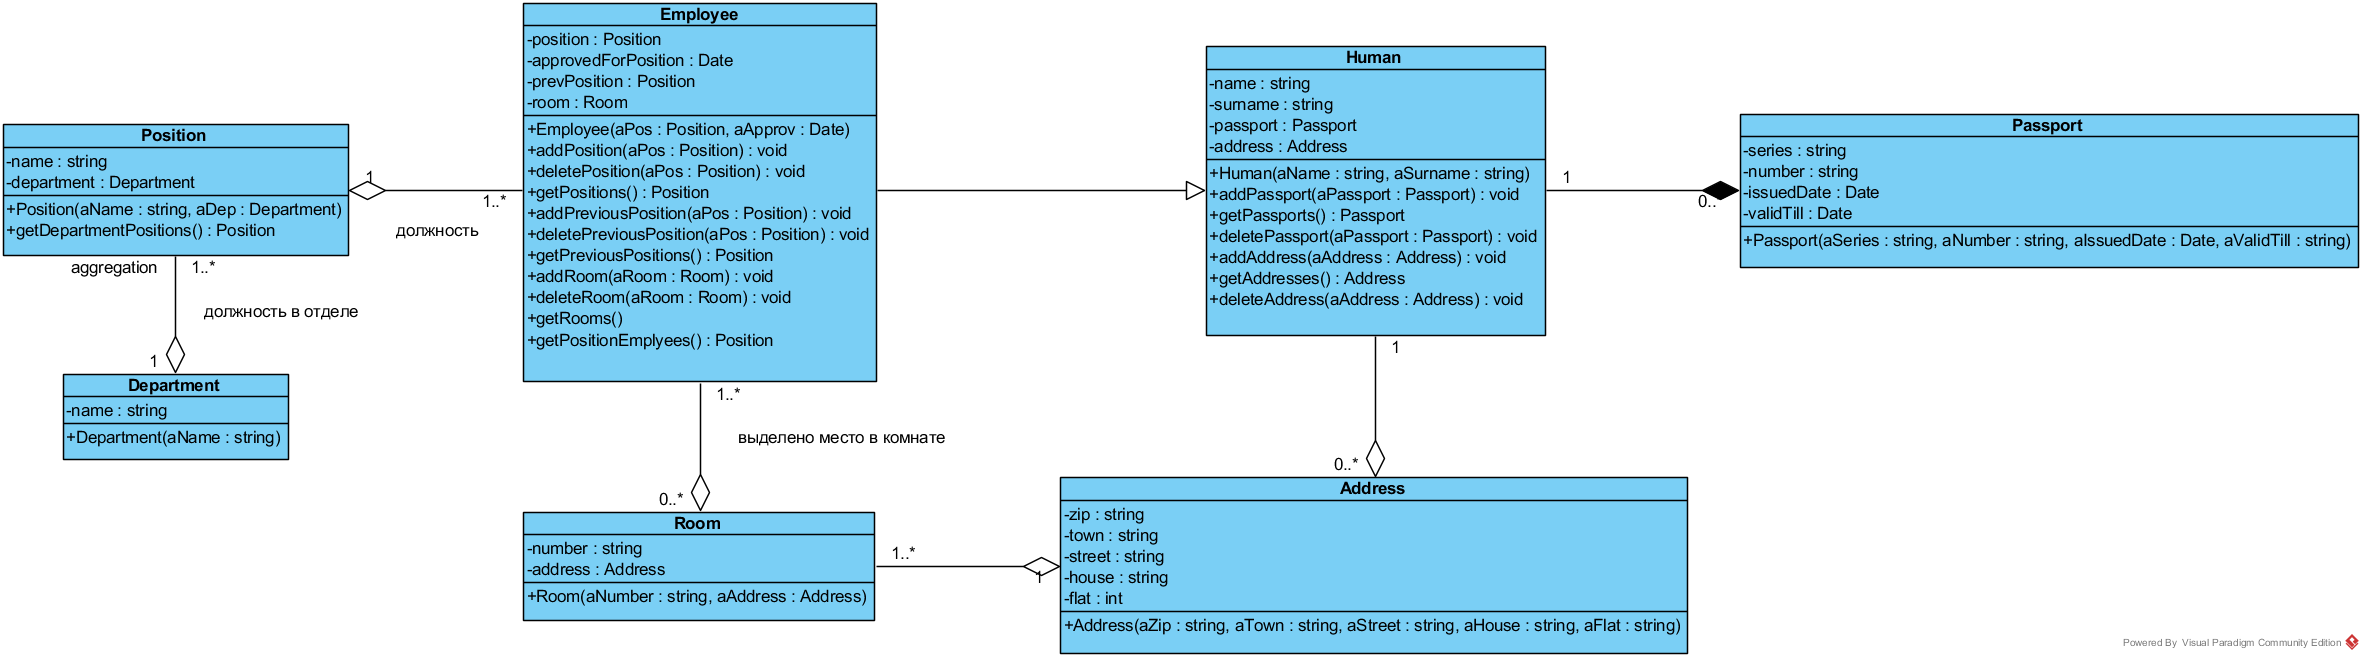 Employee
-position : Position
-approvedForPosition : Date
-prevPosition : Position
-room : Room
+Employee(aPos : Position, aApprov : Date)
+addPosition(aPos : Position) : void
+deletePosition(aPos : Position) : void
+getPositions() : Position
+addPreviousPosition(aPos : Position) : void
+deletePreviousPosition(aPos : Position) : void
+getPreviousPositions() : Position
+addRoom(aRoom : Room) : void
+deleteRoom(aRoom : Room) : void
+getRooms()
+getPositionEmplyees() : Position
Human
-name : string
-surname : string
-passport : Passport
-address : Address
+Human(aName : string, aSurname : string)
+addPassport(aPassport : Passport) : void
+getPassports() : Passport
+deletePassport(aPassport : Passport) : void
+addAddress(aAddress : Address) : void
+getAddresses() : Address
+deleteAddress(aAddress : Address) : void
Passport
-series : string
-number : string
-issuedDate : Date
-validTill : Date
+Passport(aSeries : string, aNumber : string, aIssuedDate : Date, aValidTill : string)
Position
-name : string
-department : Department
+Position(aName : string, aDep : Department)
+getDepartmentPositions() : Position
1
1..*
должность
1
0..
aggregation
1..*
должность в отделе
1
Department
-name : string
+Department(aName : string)
1..*
выделено место в комнате
0..*
1
0..*
Room
-number : string
-address : Address
+Room(aNumber : string, aAddress : Address)
1..*
1
Address
-zip : string
-town : string
-street : string
-house : string
-flat : int
+Address(aZip : string, aTown : string, aStreet : string, aHouse : string, aFlat : string)
Powered By Visual Paradigm Community Edition